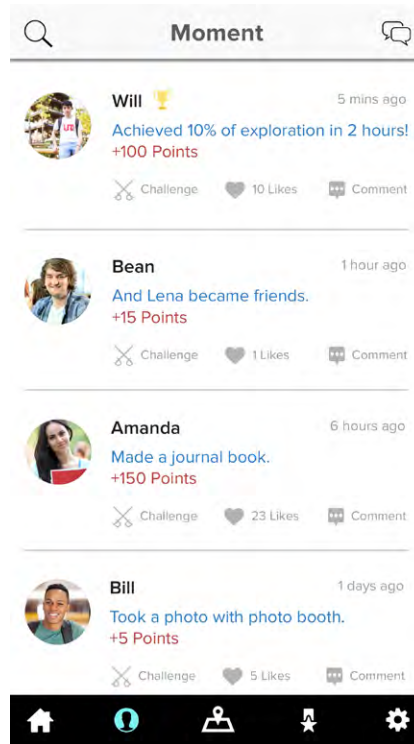 Moment
Will 5 mins ago
Achieved 10% of exploration in 2 hours!
+100 Points
Challenge 10 Likes Comment
Bean 1 hour ago
And Lena became friends.
+15 Points
Challenge 1 Likes Comment
Amanda 6 hours ago
Made a journal book.
+150 Points
Challenge 23 Likes Comment
Bill 1 days ago
Took a photo with photo booth.
+5 Points
Challenge 5 Likes Comment